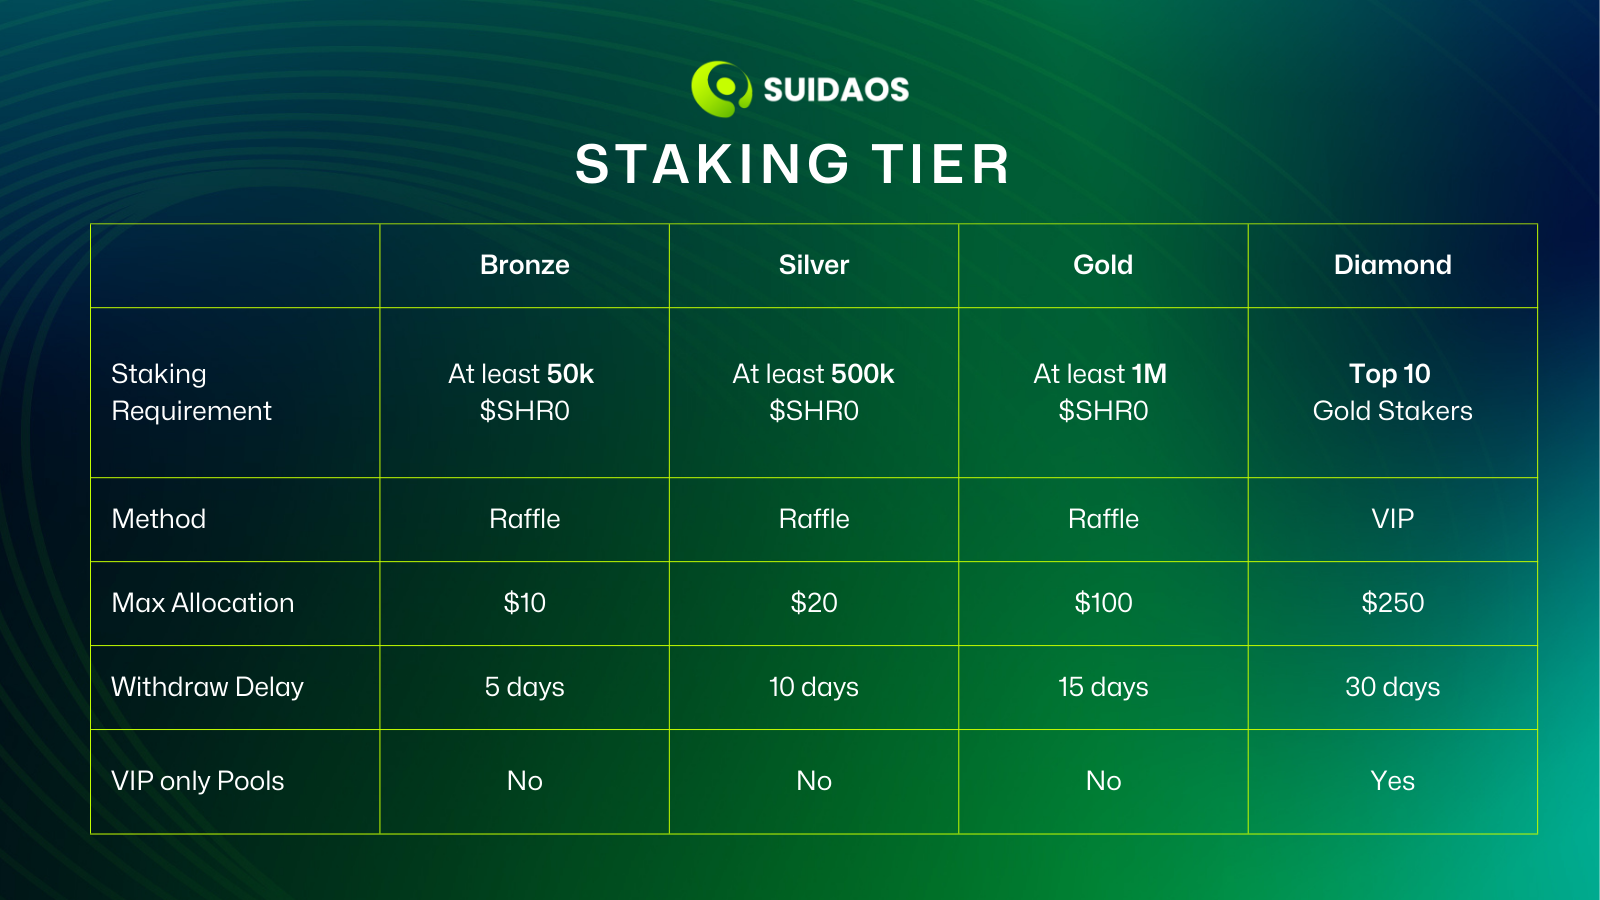 SUIDAOS
STAKING TIER
Bronze
Silver
Gold
Diamond
Staking
Requirement
At least 50k
$SHR0
At least 500k
$SHR0
At least 1M
$SHR0
Top 10
Gold Stakers
Method
Raffle
Raffle
Raffle
VIP
Max Allocation
$10
$20
$100
$250
Withdraw Delay
5 days
10 days
15 days
30 days
VIP only Pools
No
No
No
Yes